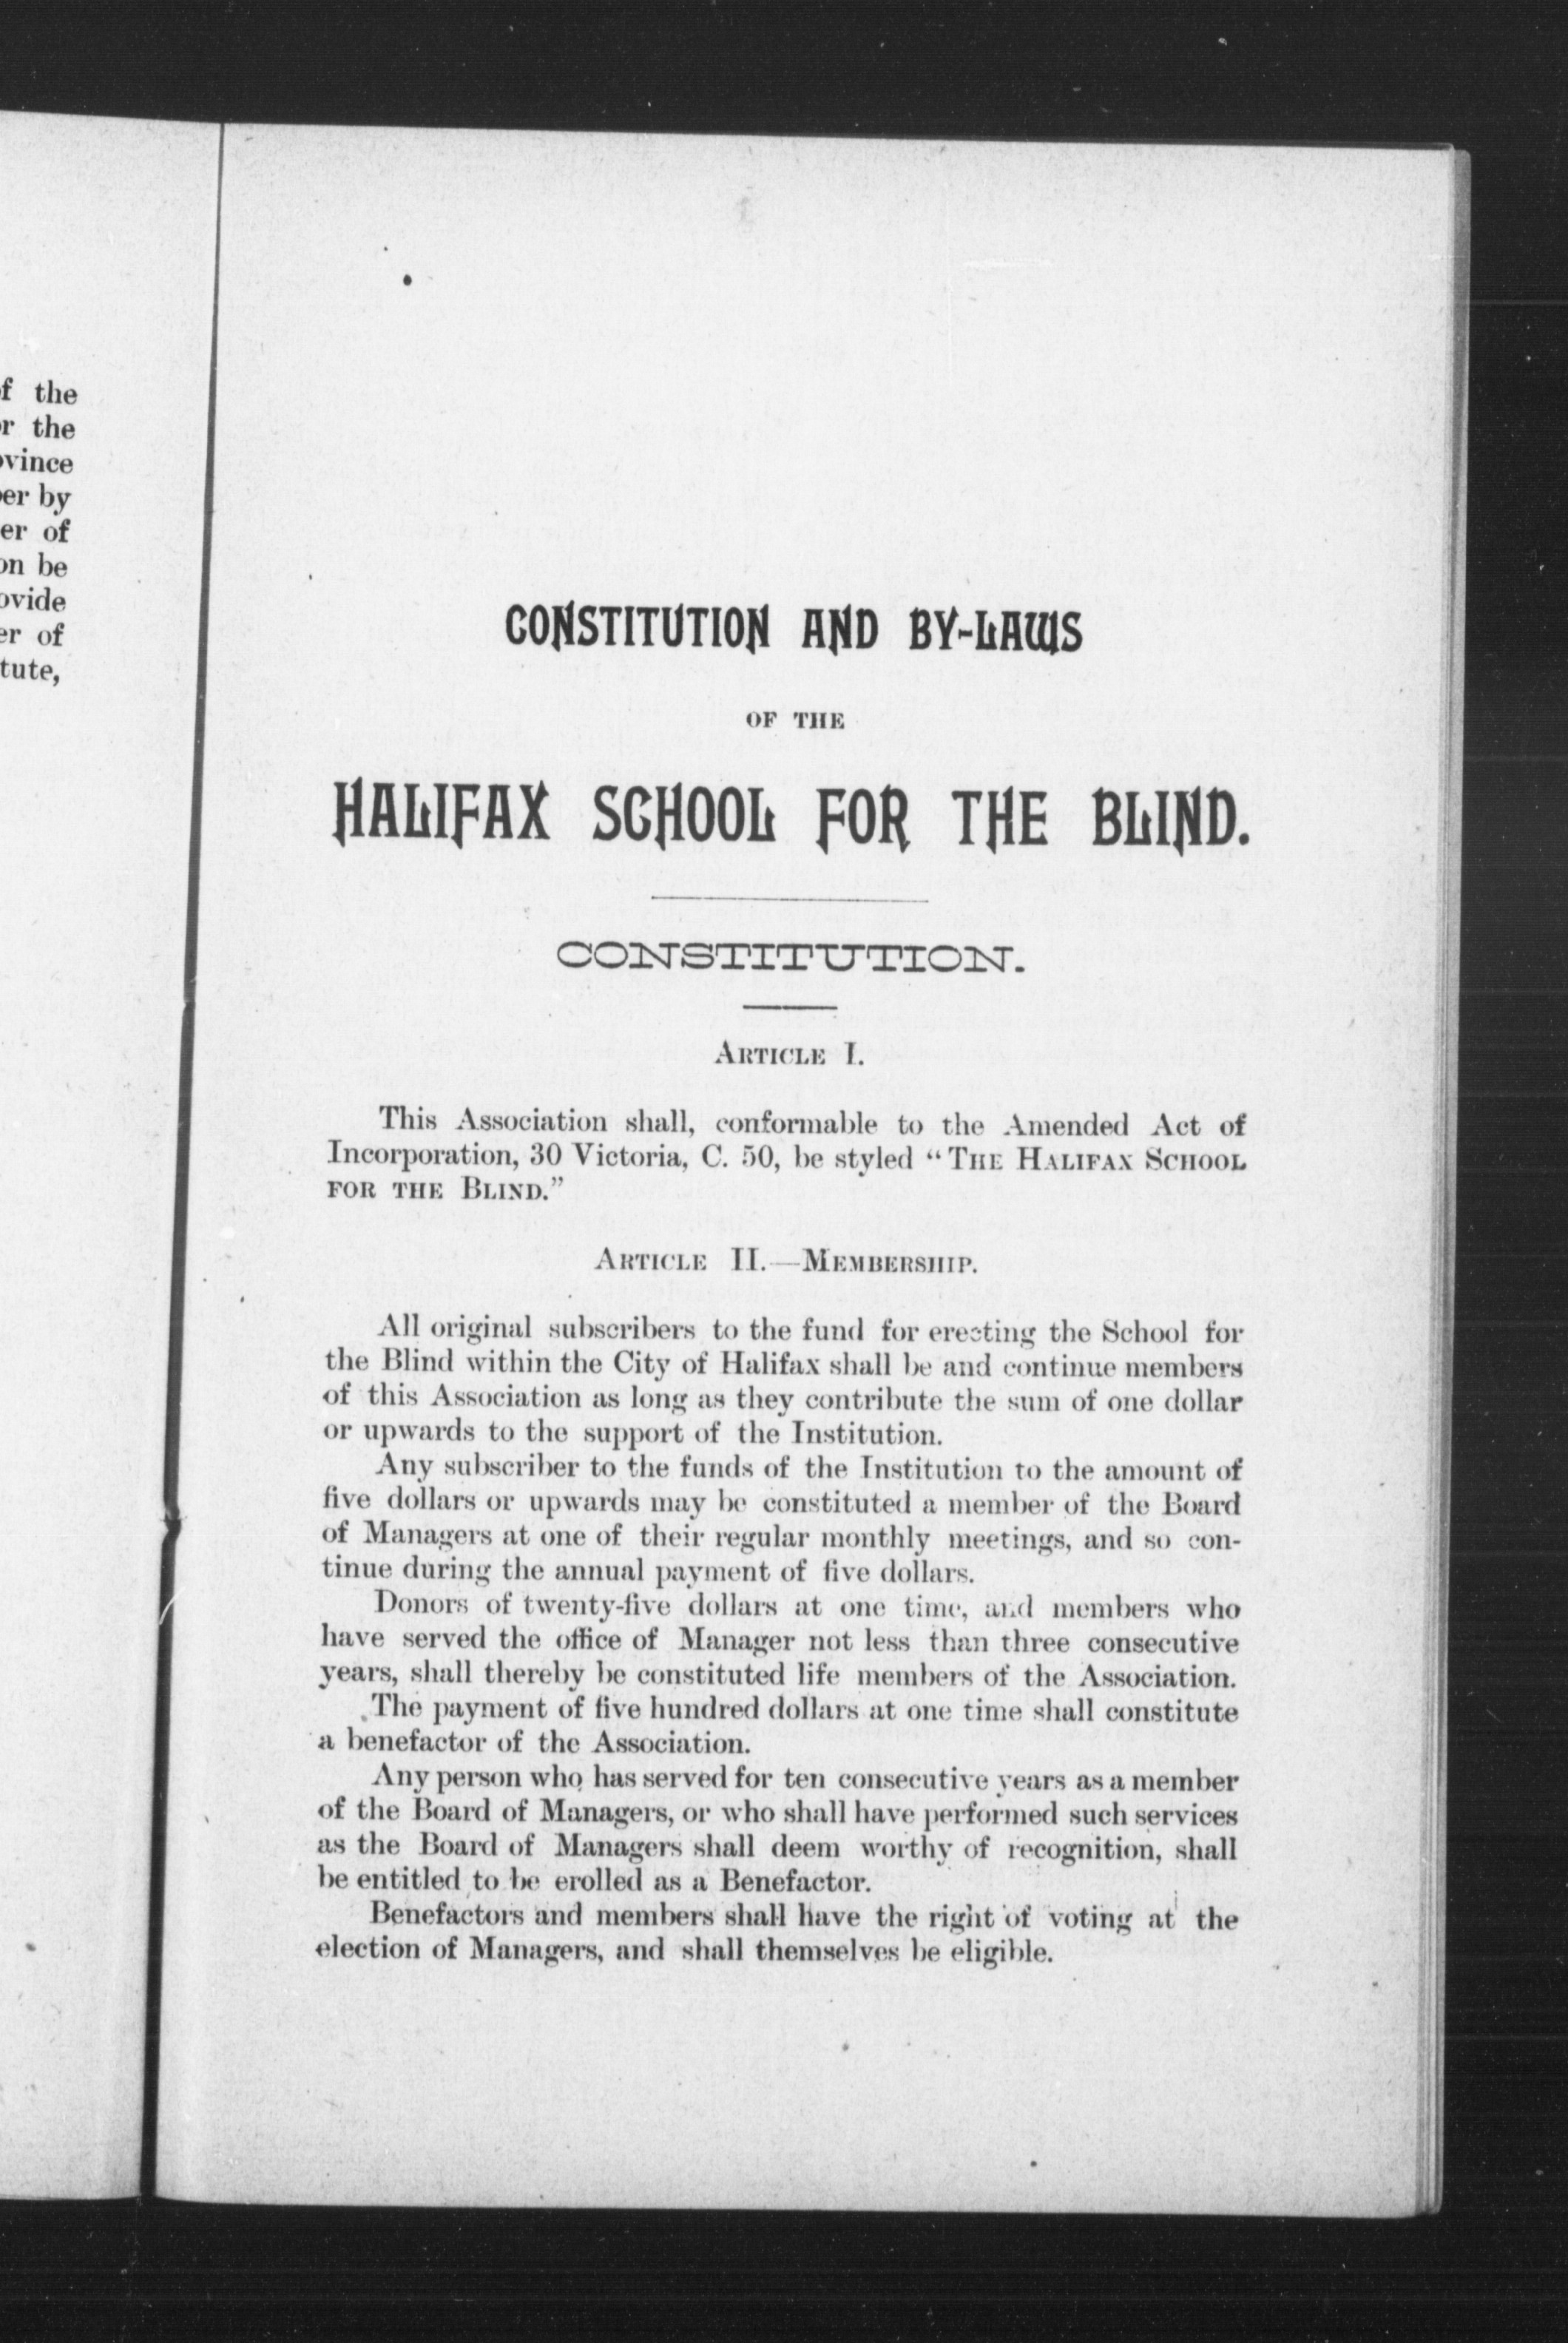 f the
r the
vince
er by
er of
on be
ovide
er of
tute,
CONSTITUTION AND BY-LAWS
OF THE
HALIFAX SCHOOL FOR THE BLIND.
CONSTITUTION.
ARTICLE I.
This Association shall, conformable to the Amended Act of
Incorporation, 30 Victoria, C. 50, be styled “THE HALIFAX SCHOOL
FOR THE BLIND.”
ARTICLE II.—MEMBERSHIP.
All original subscribers to the fund for erecting the School for
the Blind within the City of Halifax shall be and continue members
of this Association as long as they contribute the sum of one dollar
or upwards to the support of the Institution.
Any subscriber to the funds of the Institution to the amount of
five dollars or upwards may be constituted a member of the Board
of Managers at one of their regular monthly meetings, and so con-
tinue during the annual payment of five dollars.
Donors of twenty-five dollars at one time, and members who
have served the office of Manager not less than three consecutive
years, shall thereby be constituted life members of the Association.
The payment of five hundred dollars at one time shall constitute
a benefactor of the Association.
Any person who has served for ten consecutive years as a member
of the Board of Managers, or who shall have performed such services
as the Board of Managers shall deem worthy of recognition, shall
be entitled to be erolled as a Benefactor.
Benefactors and members shall have the right of voting at the
election of Managers, and shall themselves be eligible.